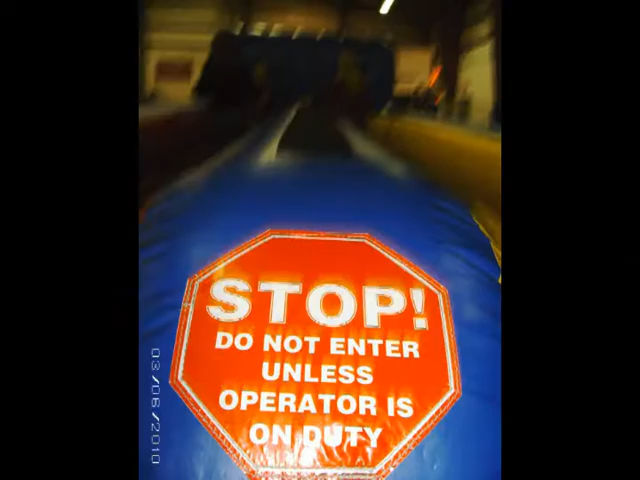 STOP!
DO NOT ENTER
UNLESS
OPERATOR IS
ON DUTY
03/06/2010